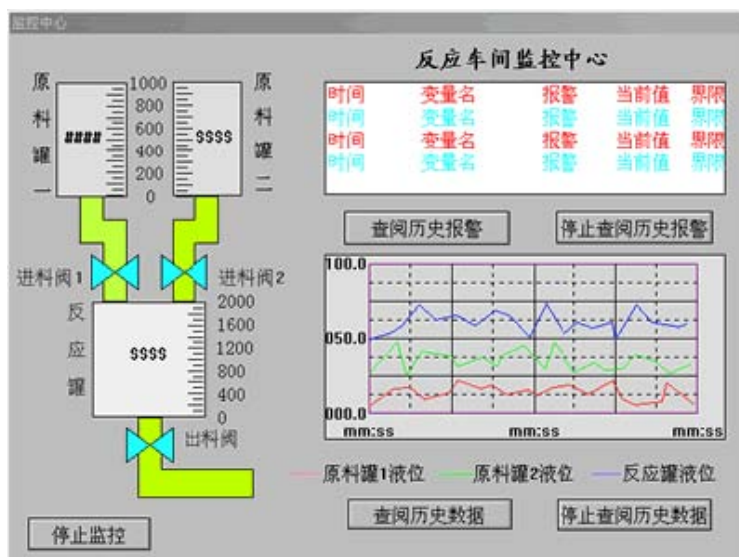 监控中心
反应车间监控中心
原料罐一
####
1000
800
600
400
200
0
$$$$
原料罐二
进料阀1
进料阀2
反应罐
$$$$
2000
1600
1200
800
400
0
出料阀
停止监控
时间 变量名 报警 当前值 界限
时间 变量名 报警 当前值 界限
时间 变量名 报警 当前值 界限
时间 变量名 报警 当前值 界限
查阅历史报警 停止查阅历史报警
100.0
050.0
000.0
mm:ss mm:ss mm:ss
原料罐1液位 原料罐2液位 反应罐液位
查阅历史数据 停止查阅历史数据